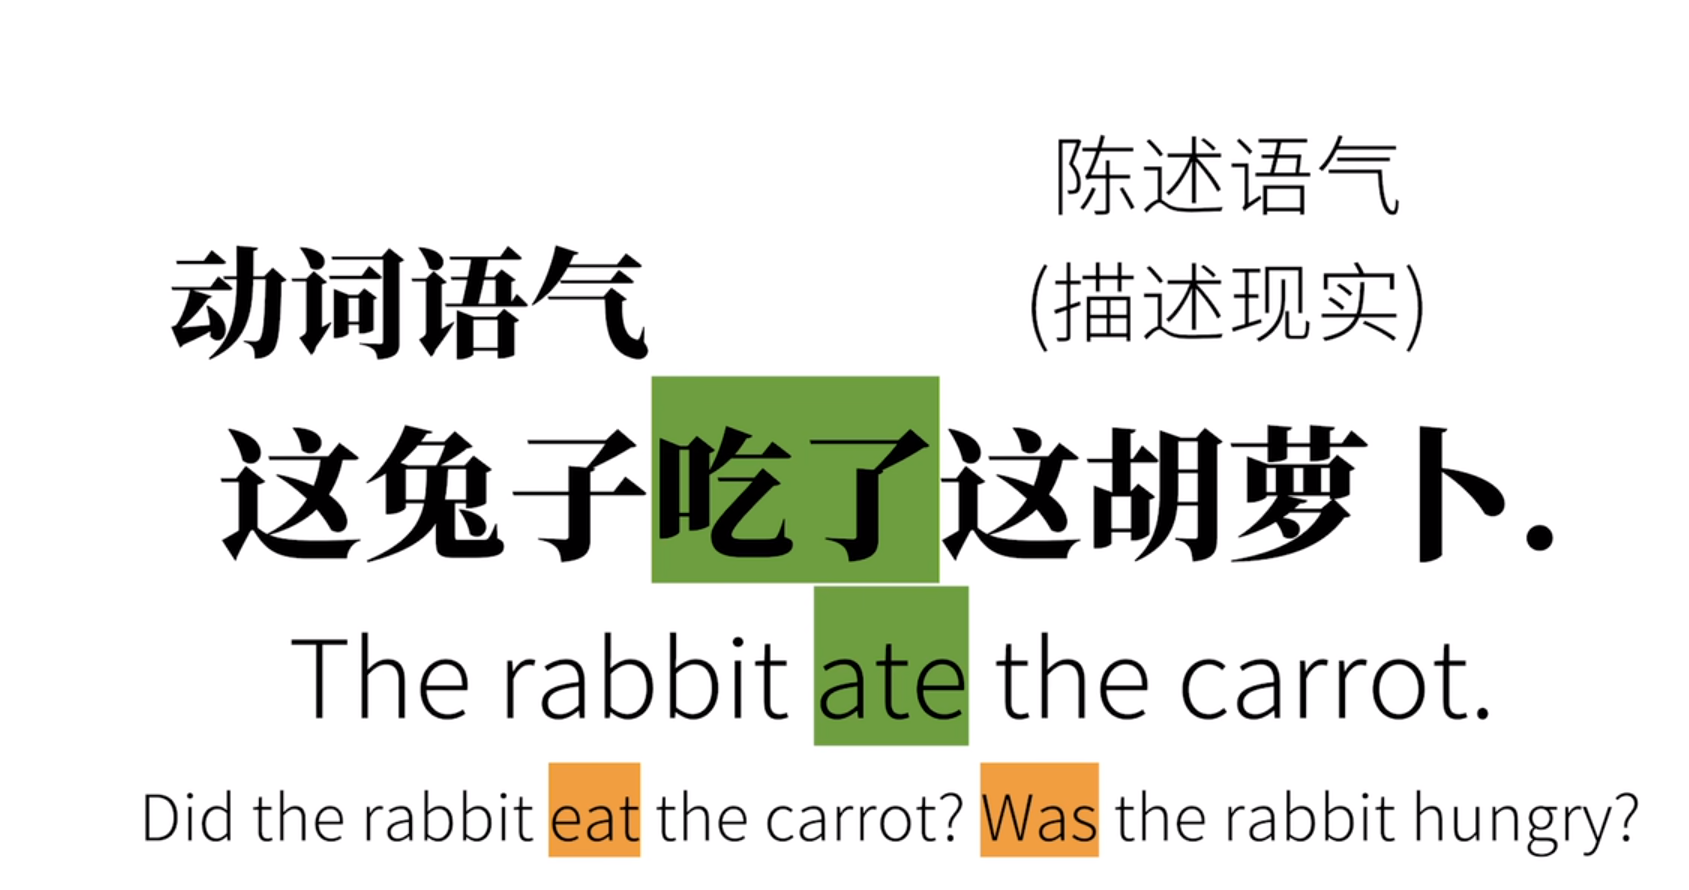 陈述语气
(描述现实)
动词语气
这兔子吃了这胡萝卜.
The rabbit ate the carrot.
Did the rabbit eat the carrot? Was the rabbit hungry?